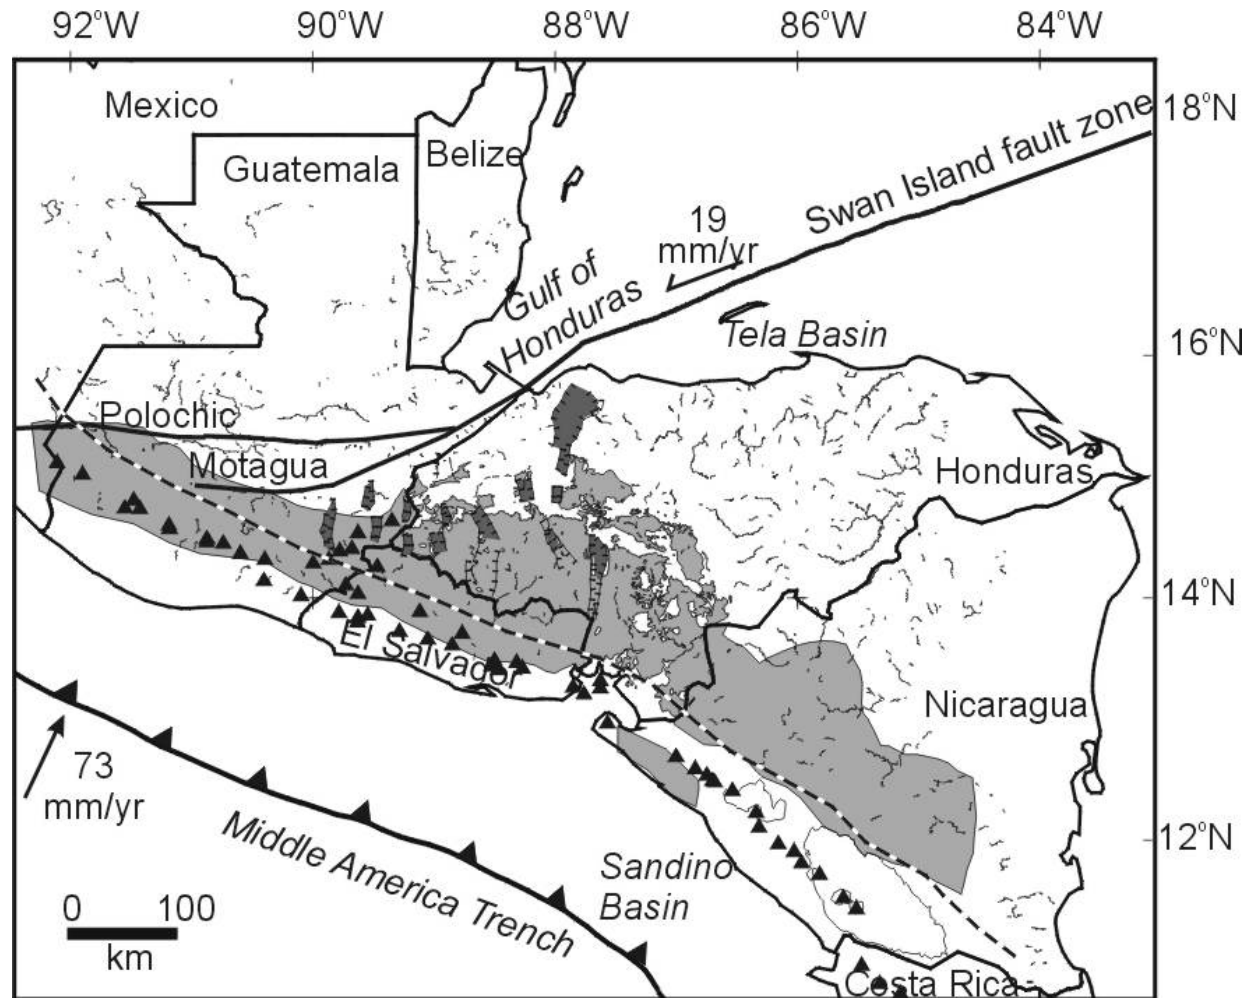 92°W 90°W 88°W 86°W 84°W
Mexico
18°N
Guatemala
Belize
Swan Island fault zone
19
mm/yr
Gulf of
Honduras
Tela Basin
16°N
Polochic
Motagua
Honduras
14°N
El Salvador
Nicaragua
73
mm/yr
Middle America Trench
12°N
Sandino
Basin
0 100
km
Costa Rica